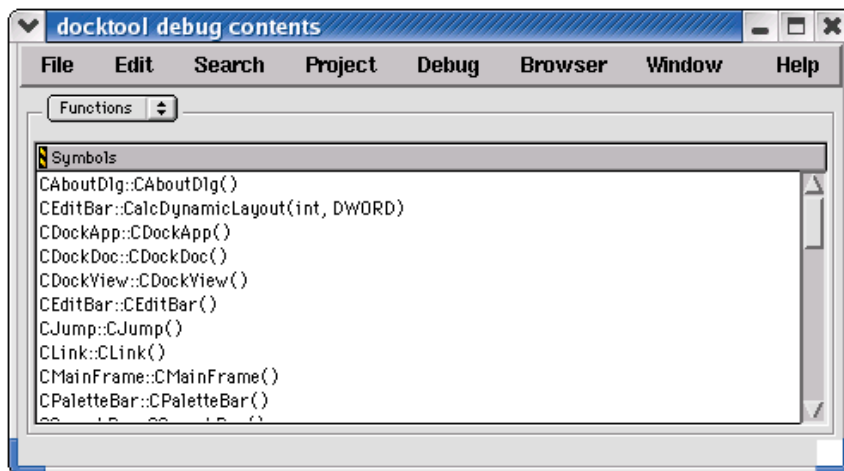 docktool debug contents
File Edit Search Project Debug Browser Window Help
Functions
Symbols
CAboutDlg::CAboutDlg()
CEditBar::CalcDynamicLayout(int, DWORD)
CDockApp::CDockApp()
CDockDoc::CDockDoc()
CDockView::CDockView()
CEditBar::CEditBar()
CJump::CJump()
CLink::CLink()
CMainFrame::CMainFrame()
CPaletteBar::CPaletteBar()